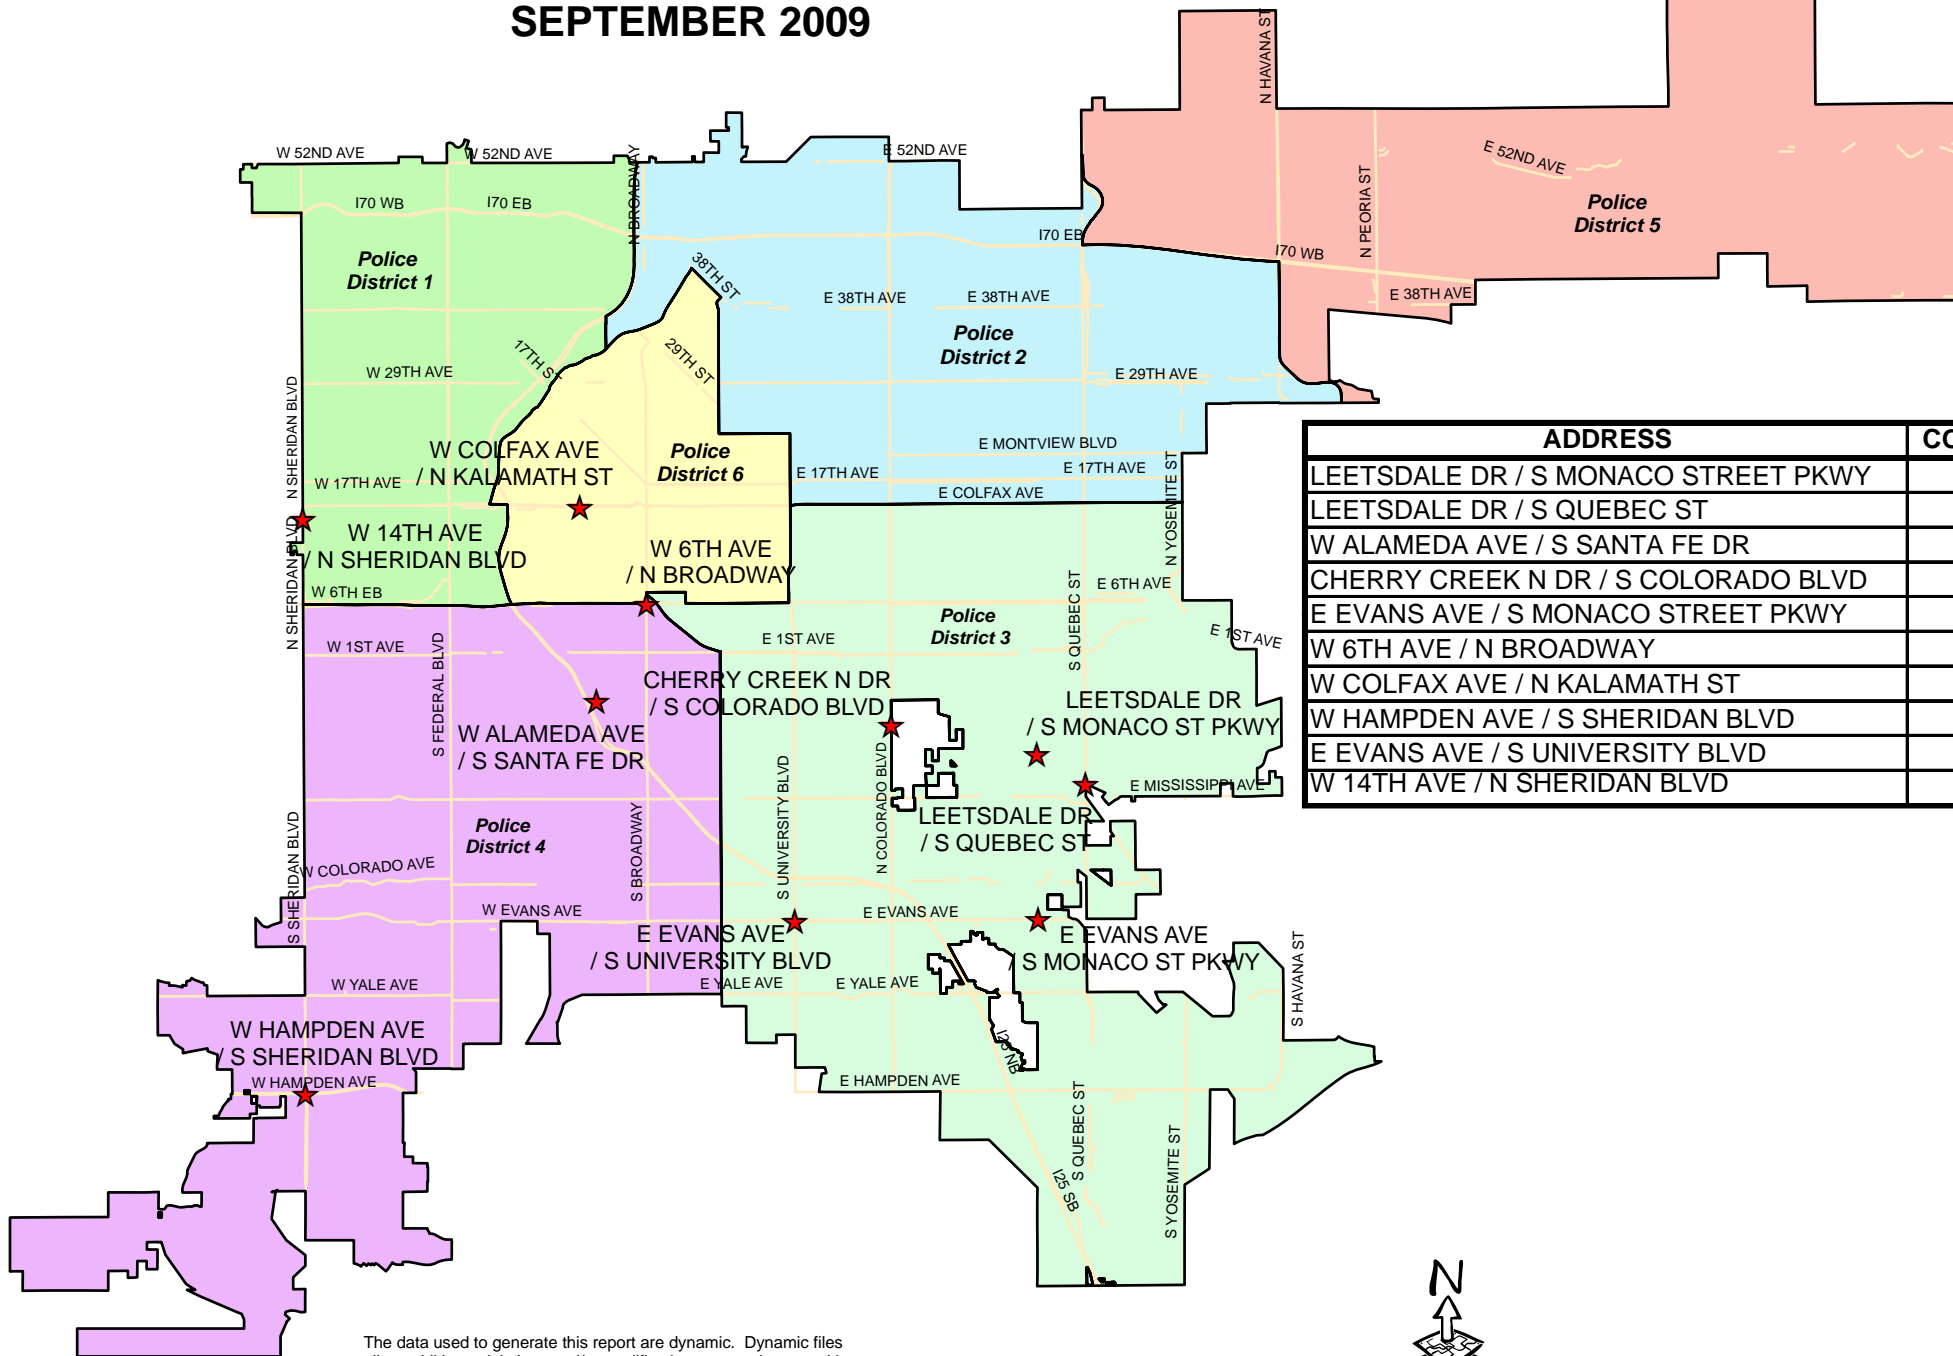 SEPTEMBER 2009
N HAVANA ST
W 52ND AVE
W 52ND AVE
N BROADWAY
E 52ND AVE
E 52ND AVE
N PEORIA ST
I70 WB
I70 EB
Police
District 5
I70 EB
I70 WB
Police
District 1
38TH ST
E 38TH AVE
E 38TH AVE
E 38TH AVE
Police
District 2
17TH ST
29TH ST
W 29TH AVE
E 29TH AVE
N SHERIDAN BLVD
W COLFAX AVE
/ N KALAMATH ST
Police
District 6
E MONTVIEW BLVD
W 17TH AVE
E 17TH AVE
E 17TH AVE
E COLFAX AVE
N YOSEMITE ST
ADDRESS
CO
LEETSDALE DR / S MONACO STREET PKWY
LEETSDALE DR / S QUEBEC ST
W ALAMEDA AVE / S SANTA FE DR
CHERRY CREEK N DR / S COLORADO BLVD
E EVANS AVE / S MONACO STREET PKWY
W 6TH AVE / N BROADWAY
W COLFAX AVE / N KALAMATH ST
W HAMPDEN AVE / S SHERIDAN BLVD
E EVANS AVE / S UNIVERSITY BLVD
W 14TH AVE / N SHERIDAN BLVD
W 14TH AVE
/ N SHERIDAN BLVD
N SHERIDAN BLVD
W 6TH AVE
/ N BROADWAY
W 6TH EB
E 6TH AVE
S QUEBEC ST
Police
District 3
W 1ST AVE
E 1ST AVE
E 1ST AVE
S FEDERAL BLVD
CHERRY CREEK N DR
/ S COLORADO BLVD
LEETSDALE DR
/ S MONACO ST PKWY
W ALAMEDA AVE
/ S SANTA FE DR
S UNIVERSITY BLVD
N COLORADO BLVD
E MISSISSIPPI AVE
LEETSDALE DR
/ S QUEBEC ST
Police
District 4
S BROADWAY
W COLORADO AVE
S SHERIDAN BLVD
W EVANS AVE
E EVANS AVE
E EVANS AVE
/ S UNIVERSITY BLVD
E EVANS AVE
/ S MONACO ST PKWY
W YALE AVE
E YALE AVE
E YALE AVE
S HAVANA ST
W HAMPDEN AVE
/ S SHERIDAN BLVD
I25 NB
W HAMPDEN AVE
E HAMPDEN AVE
S QUEBEC ST
S YOSEMITE ST
I25 SB
N
The data used to generate this report are dynamic. Dynamic files